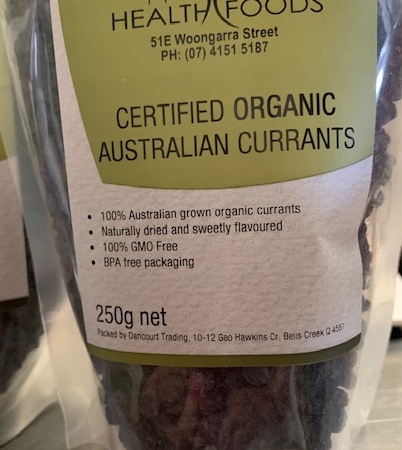 HEALTH FOODS
51E Woongarra Street
PH: (07) 4151 5187
CERTIFIED ORGANIC
AUSTRALIAN CURRANTS
• 100% Australian grown organic currants
• Naturally dried and sweetly flavoured
• 100% GMO Free
• BPA free packaging
250g net
Packed by Dancourt Trading, 10-12 Geo Hawkins Cr, Bells Creek Q 4551